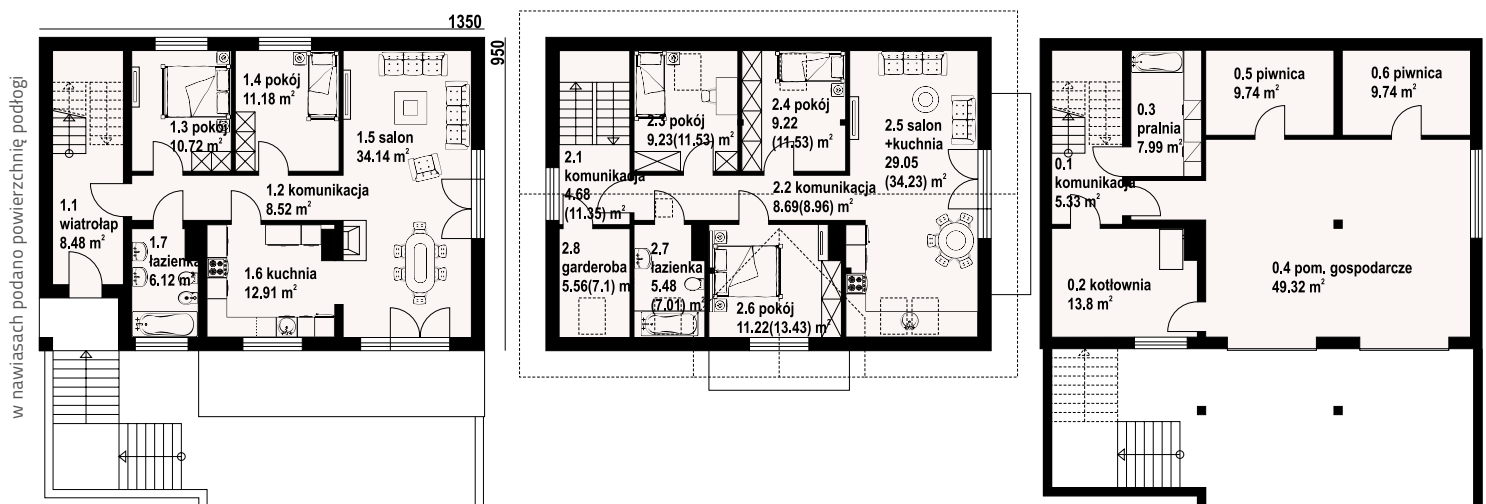 w nawiasach podano powierzchnię podłogi
1350
950
1.3 pokój
10.72 m²
1.4 pokój
11.18 m²
1.5 salon
34.14 m²
1.2 komunikacja
8.52 m²
1.1
wiatrołap
8.48 m²
1.7
łazienka
6.12 m²
1.6 kuchnia
12.91 m²
2.3 pokój
9.23(11.53) m²
2.4 pokój
9.22
(11.53) m²
2.5 salon
+kuchnia
29.05
(34.23) m²
2.1
komunikacja
4.68
(11.35) m²
2.2 komunikacja
8.69(8.96) m²
2.8
garderoba
5.56(7.1) m
2.7
łazienka
5.48
(7.01) m²
2.6 pokój
11.22(13.43) m²
0.3
pralnia
7.99 m²
0.5 piwnica
9.74 m²
0.6 piwnica
9.74 m²
0.1
komunikacja
5.33 m²
0.2 kotłownia
13.8 m²
0.4 pom. gospodarcze
49.32 m²